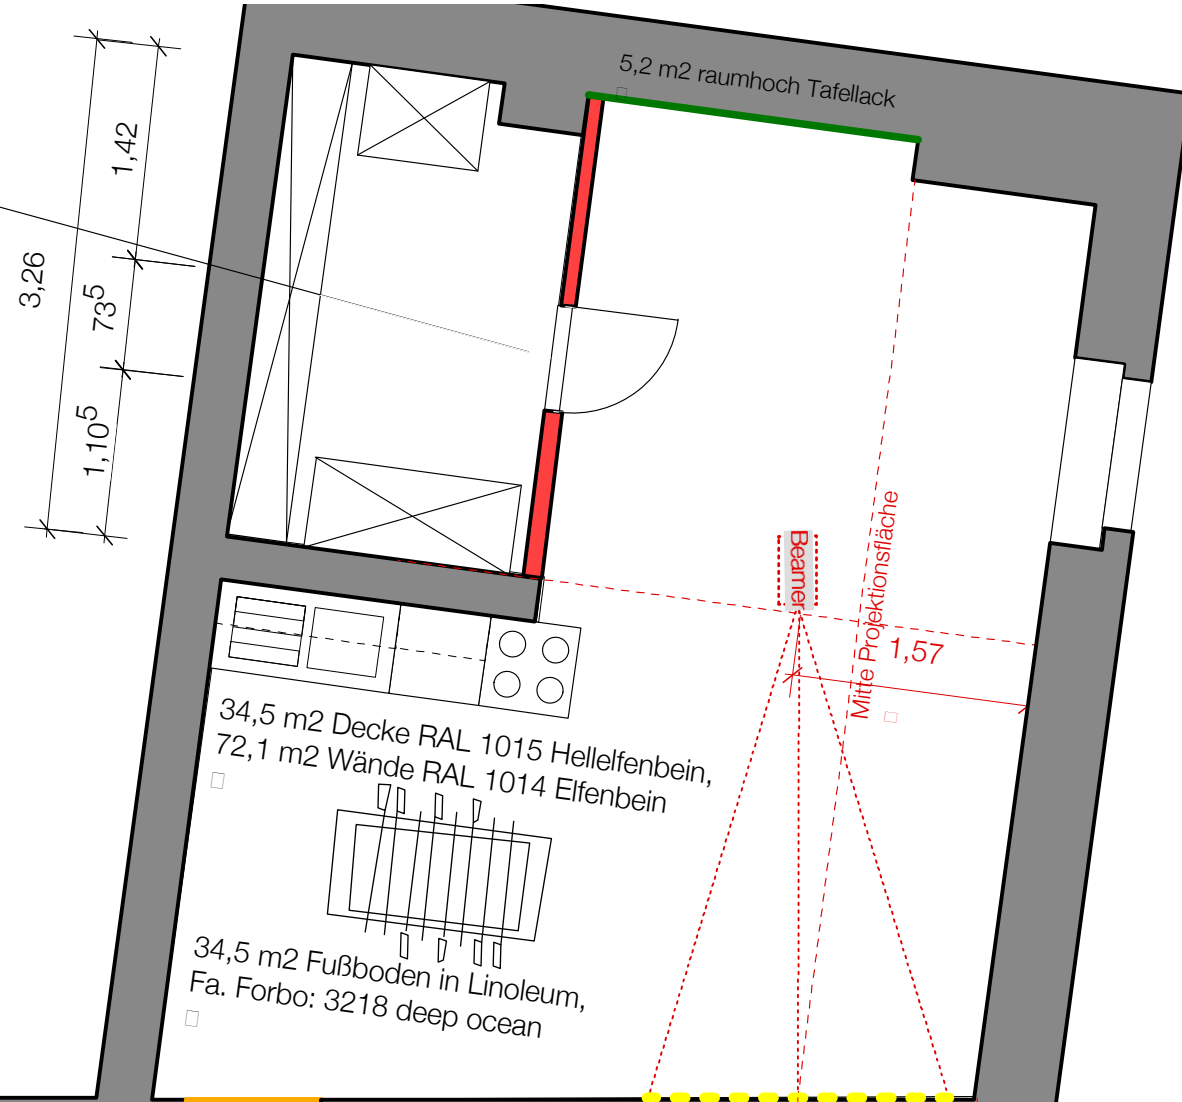 5,2 m2 raumhoch Tafellack
1,42
3,26
73⁵
1,10⁵
Beamer
Mitte Projektionsfläche
1,57
34,5 m2 Decke RAL 1015 Hellelfenbein,
72,1 m2 Wände RAL 1014 Elfenbein
34,5 m2 Fußboden in Linoleum,
Fa. Forbo: 3218 deep ocean